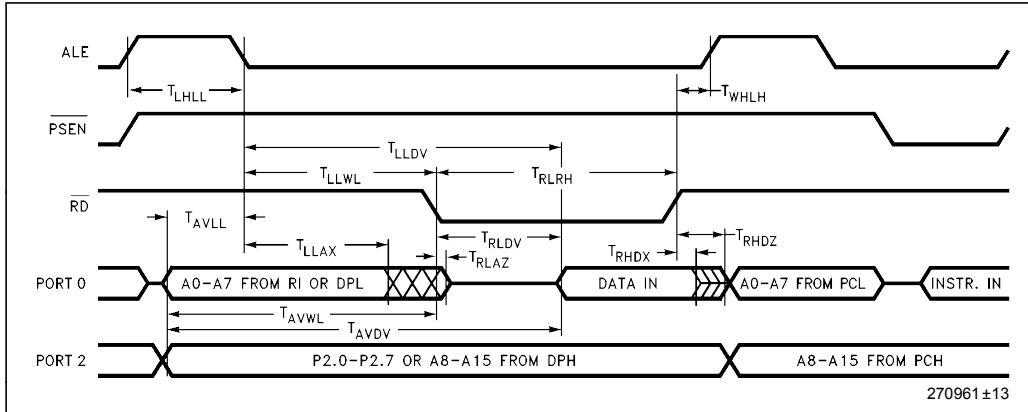 ALE
T_LHLL
T_WHLH
PSEN
T_LLDV
T_LLWL
T_RLRH
RD
T_AVLL
T_LLAX
T_RLDV
T_RLAZ
T_RHDX
T_RHDZ
PORT 0
A0-A7 FROM RI OR DPL
DATA IN
A0-A7 FROM PCL
INSTR. IN
T_AVWL
T_AVDV
PORT 2
P2.0-P2.7 OR A8-A15 FROM DPH
A8-A15 FROM PCH
270961±13